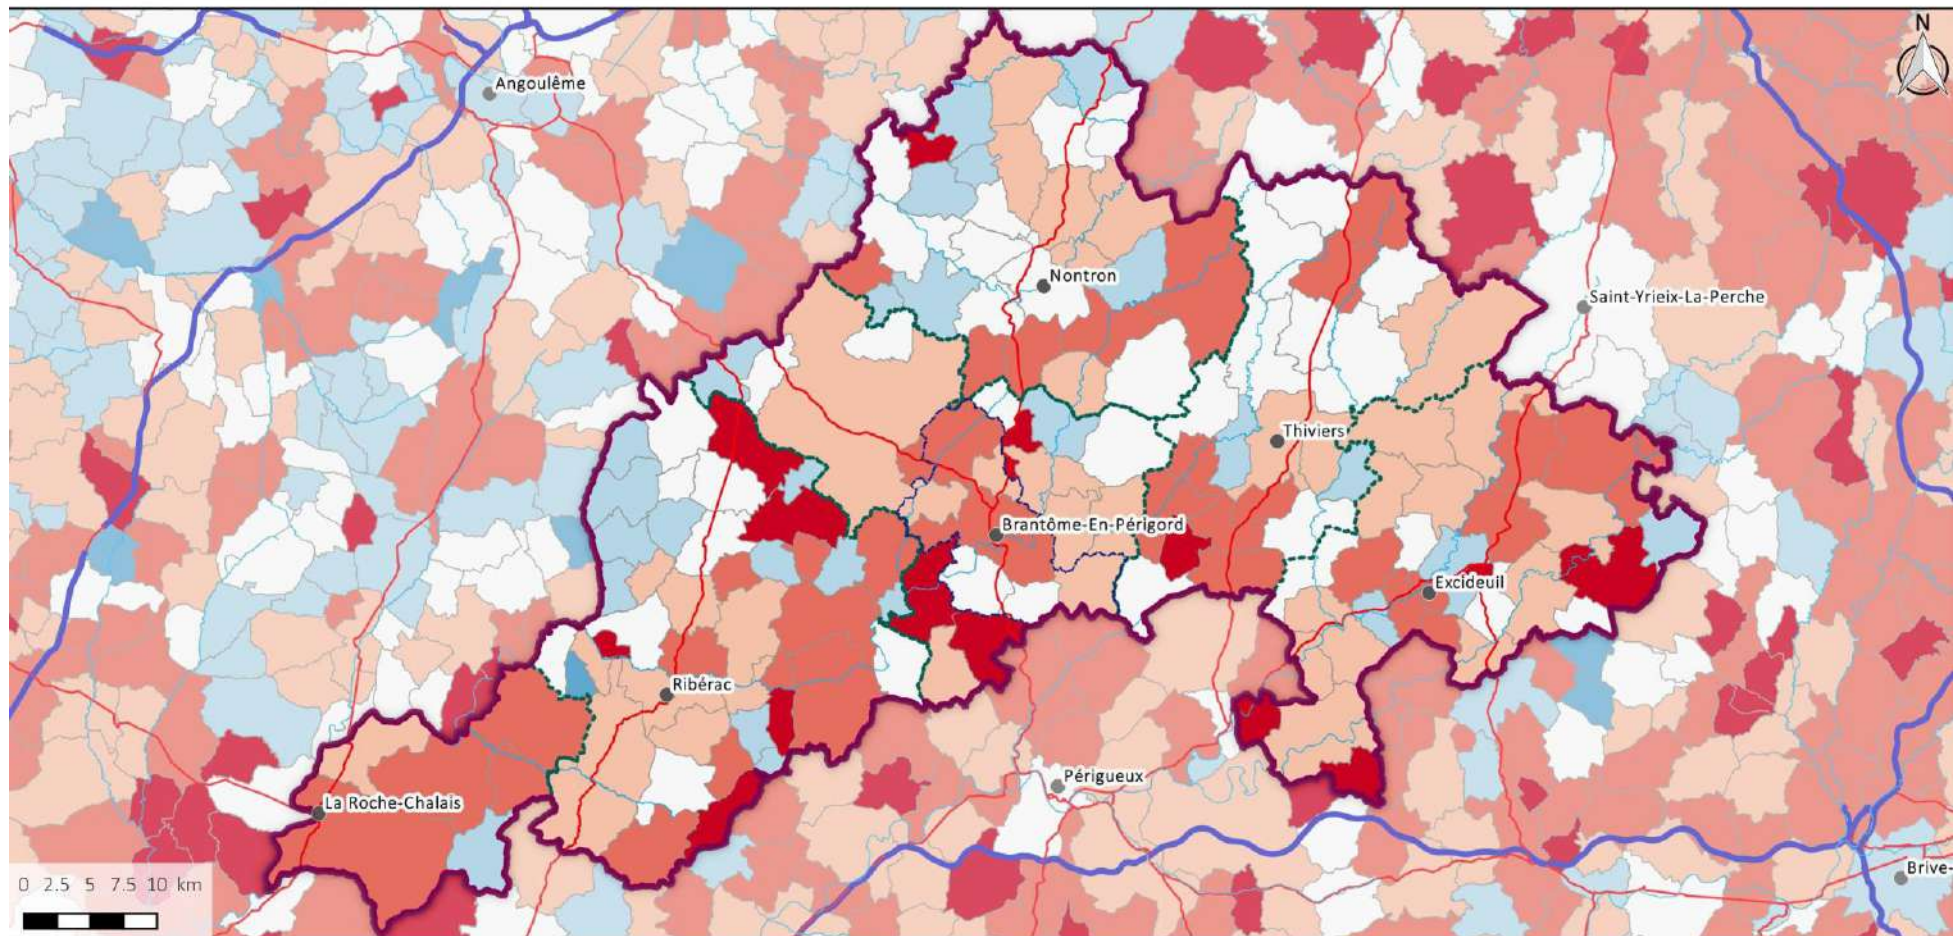 N
Angoulême
Nontron
Saint-Yrieix-La-Perche
Thiviers
Brantôme-En-Périgord
Excideuil
Ribérac
Périgueux
La Roche-Chalais
Brive-
0 2.5 5 7.5 10 km